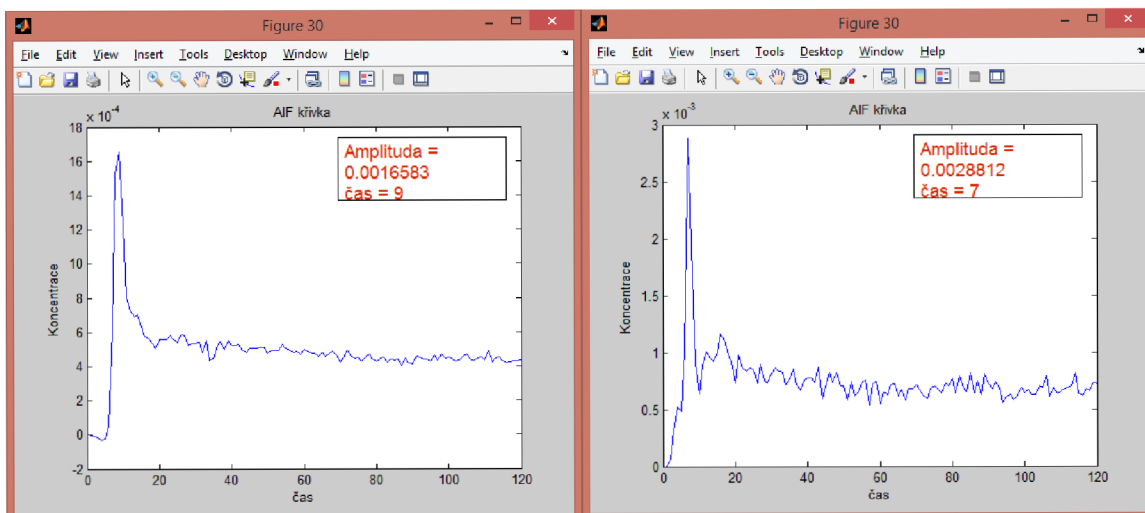 Figure 30
File Edit View Insert Tools Desktop Window Help
AIF křivka
x 10^-4
18
16
14
12
10
8
6
4
2
0
-2
Koncentrace
0 20 40 60 80 100 120
čas
Amplituda =
0.0016583
čas = 9
Figure 30
File Edit View Insert Tools Desktop Window Help
AIF křivka
x 10^-3
3
2.5
2
1.5
1
0.5
0
Koncentrace
0 20 40 60 80 100 120
čas
Amplituda =
0.0028812
čas = 7